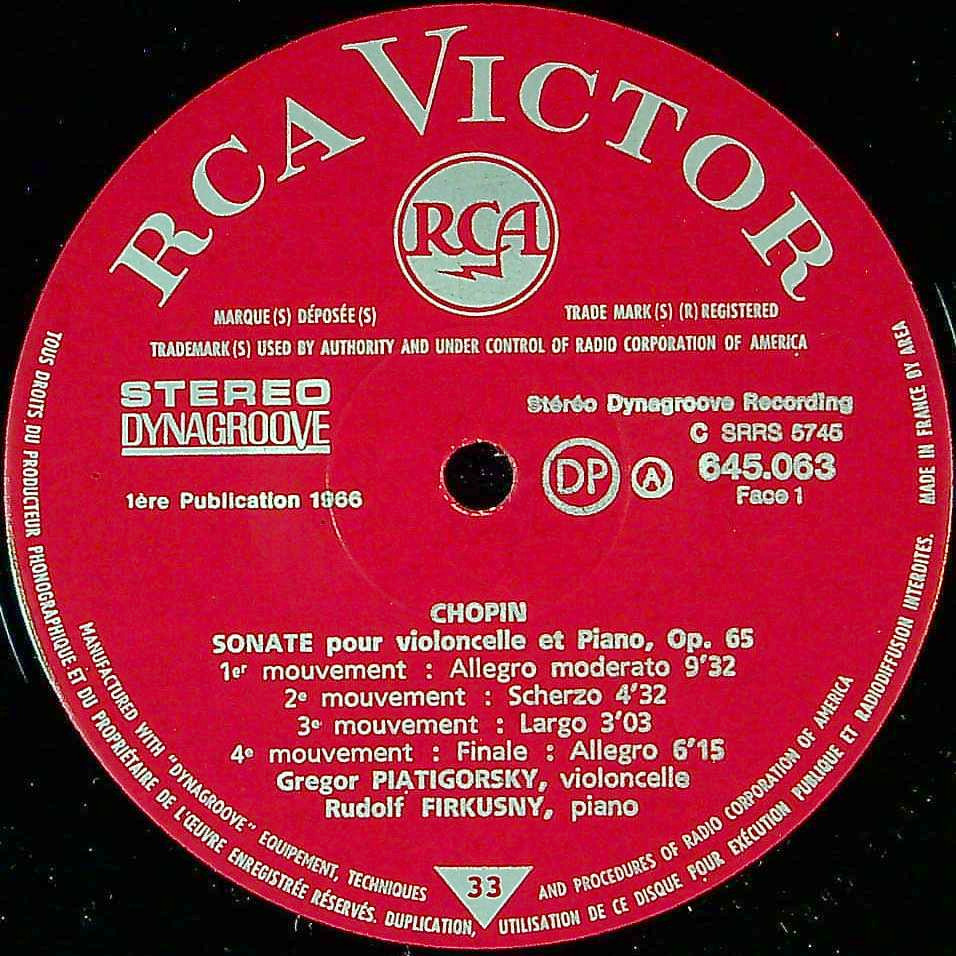 RCA VICTOR
RCA
MARQUE(S) DÉPOSÉE(S)
TRADE MARK(S) (R) REGISTERED
TRADEMARK(S) USED BY AUTHORITY AND UNDER CONTROL OF RADIO CORPORATION OF AMERICA
STEREO
DYNAGROOVE
Stéréo Dynagroove Recording
C SRRS 5745
DP
A
645.063
Face 1
1ère Publication 1966
CHOPIN
SONATE pour violoncelle et Piano, Op. 65
1er mouvement : Allegro moderato 9'32
2e mouvement : Scherzo 4'32
3e mouvement : Largo 3'03
4e mouvement : Finale : Allegro 6'15
Gregor PIATIGORSKY, violoncelle
Rudolf FIRKUSNY, piano
33
MANUFACTURED WITH "DYNAGROOVE" EQUIPEMENT, TECHNIQUES AND PROCEDURES OF RADIO CORPORATION OF AMERICA
TOUS DROITS DU PRODUCTEUR PHONOGRAPHIQUE ET DU PROPRIÉTAIRE DE L'ŒUVRE ENREGISTRÉE RÉSERVÉS. DUPLICATION, UTILISATION DE CE DISQUE POUR EXÉCUTION PUBLIQUE ET RADIODIFFUSION INTERDITES. MADE IN FRANCE BY AREA